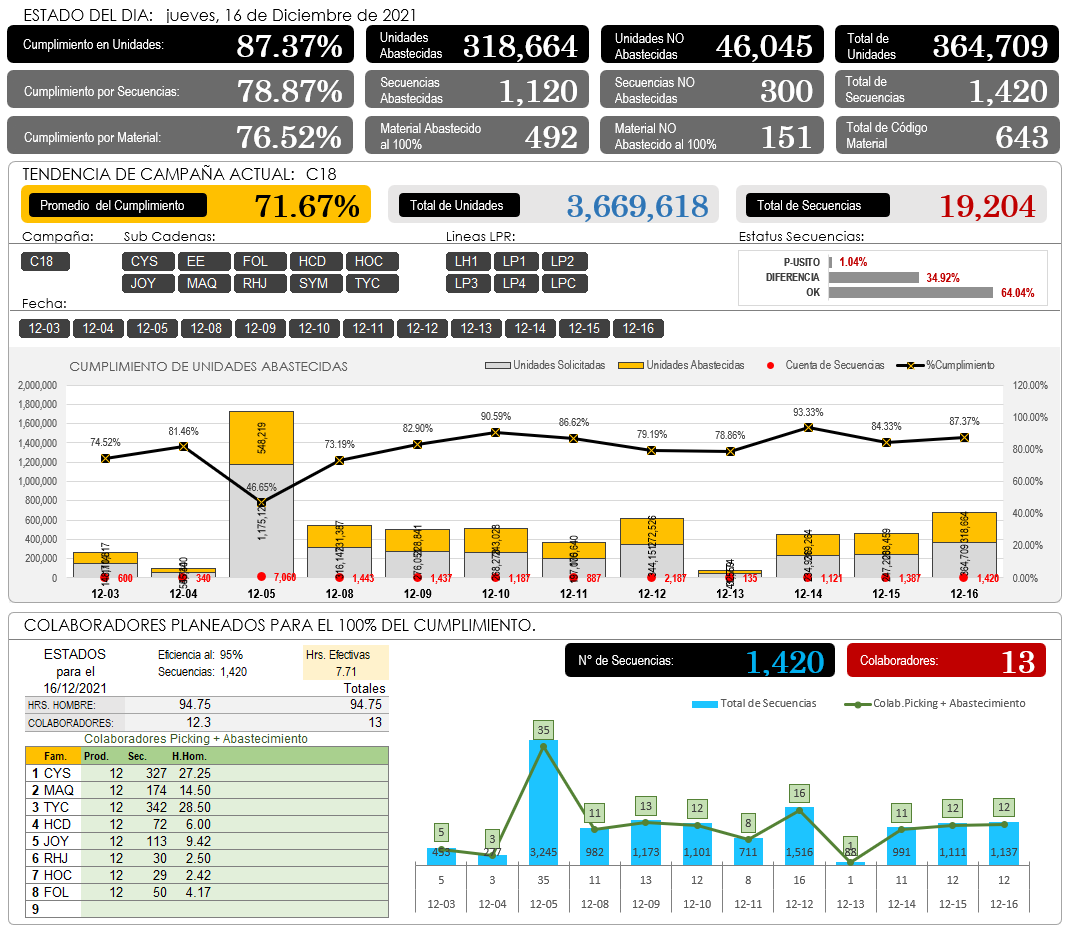 ESTADO DEL DIA: jueves, 16 de Diciembre de 2021
Cumplimiento en Unidades: 87.37%
Unidades Abastecidas 318,664
Unidades NO Abastecidas 46,045
Total de Unidades 364,709
Cumplimiento por Secuencias: 78.87%
Secuencias Abastecidas 1,120
Secuencias NO Abastecidas 300
Total de Secuencias 1,420
Cumplimiento por Material: 76.52%
Material Abastecido al 100% 492
Material NO Abastecido al 100% 151
Total de Código Material 643
TENDENCIA DE CAMPAÑA ACTUAL: C18
Promedio del Cumplimiento 71.67%
Total de Unidades 3,669,618
Total de Secuencias 19,204
Campaña: Sub Cadenas: Lineas LPR: Estatus Secuencias:
C18 CYS EE FOL HCD HOC LH1 LP1 LP2
JOY MAQ RHJ SYM TYC LP3 LP4 LPC
P-USITO 1.04%
DIFERENCIA 34.92%
OK 64.04%
Fecha:
12-03 12-04 12-05 12-08 12-09 12-10 12-11 12-12 12-13 12-14 12-15 12-16
CUMPLIMIENTO DE UNIDADES ABASTECIDAS
Unidades Solicitadas Unidades Abastecidas Cuenta de Secuencias %Cumplimiento
2,000,000 120.00%
1,800,000
1,600,000 100.00%
1,400,000
1,200,000 80.00%
1,000,000 60.00%
800,000
600,000 40.00%
400,000
200,000 20.00%
0 0.00%
74.52% 81.46% 46.65% 73.19% 82.90% 90.59% 86.62% 79.19% 78.86% 93.33% 84.33% 87.37%
548,219 231,387 228,841 243,028 272,526 318,664
364,709
600 340 7,060 1,443 1,437 1,187 887 2,187 135 1,121 1,387 1,420
12-03 12-04 12-05 12-08 12-09 12-10 12-11 12-12 12-13 12-14 12-15 12-16
COLABORADORES PLANEADOS PARA EL 100% DEL CUMPLIMIENTO.
ESTADOS para el 16/12/2021
Eficiencia al: 95%
Secuencias: 1,420
Hrs. Efectivas
7.71
Totales
HRS. HOMBRE: 94.75 94.75
COLABORADORES: 12.3 13
Colaboradores Picking + Abastecimiento
Fam. Prod. Sec. H.Hom.
1 CYS 12 327 27.25
2 MAQ 12 174 14.50
3 TYC 12 342 28.50
4 HCD 12 72 6.00
5 JOY 12 113 9.42
6 RHJ 12 30 2.50
7 HOC 12 29 2.42
8 FOL 12 50 4.17
9
N° de Secuencias: 1,420
Colaboradores: 13
Total de Secuencias Colab.Picking + Abastecimiento
5 3 35 11 13 12 8 16 1 11 12 12
453 3,245 982 1,173 1,101 711 1,516 88 991 1,111 1,137
5 3 35 11 13 12 8 16 1 11 12 12
12-03 12-04 12-05 12-08 12-09 12-10 12-11 12-12 12-13 12-14 12-15 12-16